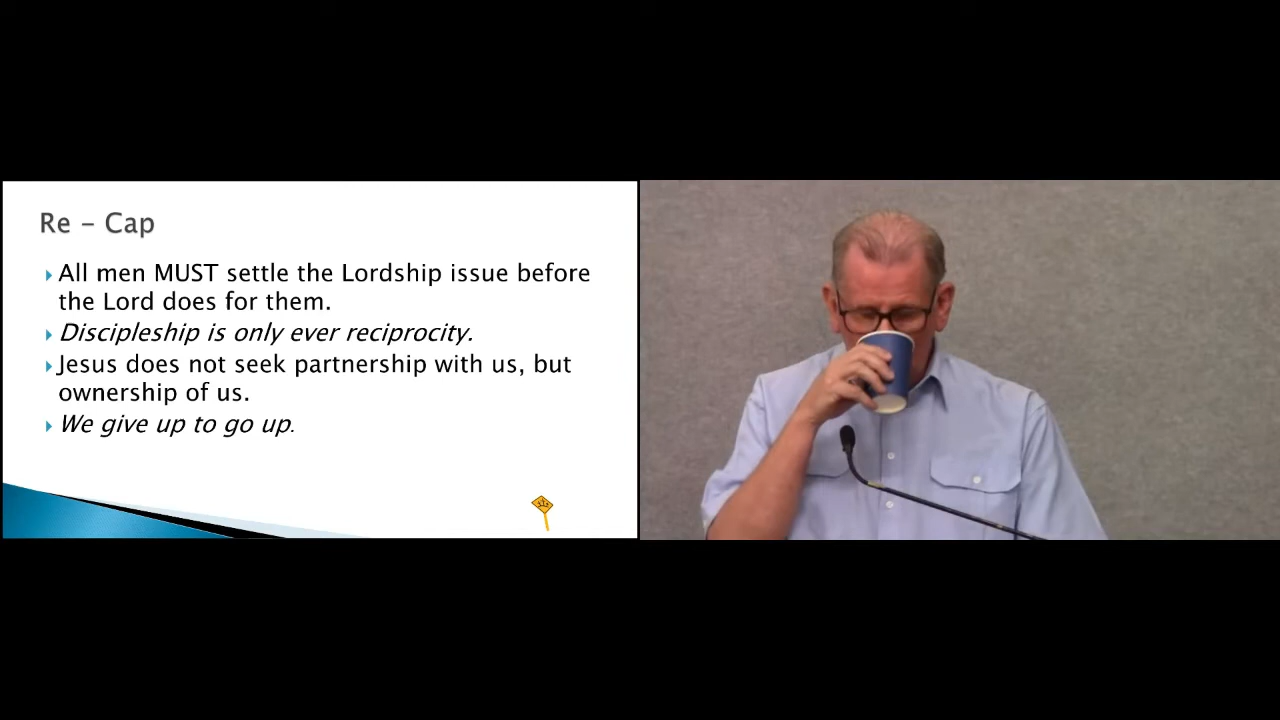 Re – Cap
All men MUST settle the Lordship issue before
the Lord does for them.
Discipleship is only ever reciprocity.
Jesus does not seek partnership with us, but
ownership of us.
We give up to go up.